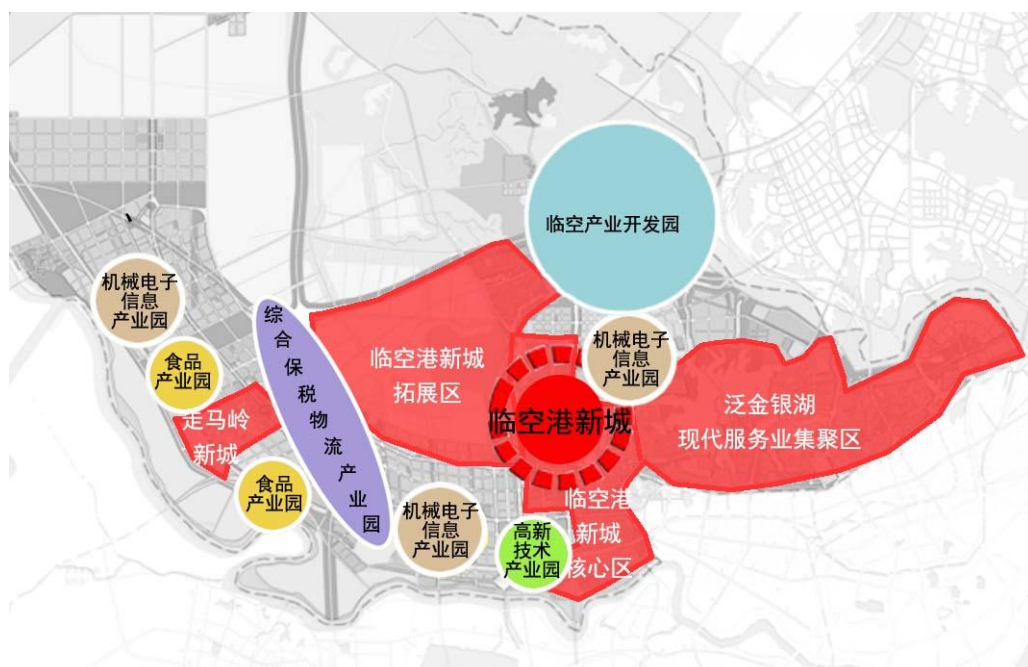 临空产业开发园
机械电子
信息
产业园
综合保税物流产业园
机械电子
信息
产业园
食品
产业园
临空港新城
拓展区
临空港新城
泛金银湖
现代服务业集聚区
走马岭
新城
食品
产业园
机械电子
信息
产业园
高新
技术
产业园
临空港
新城
核心区